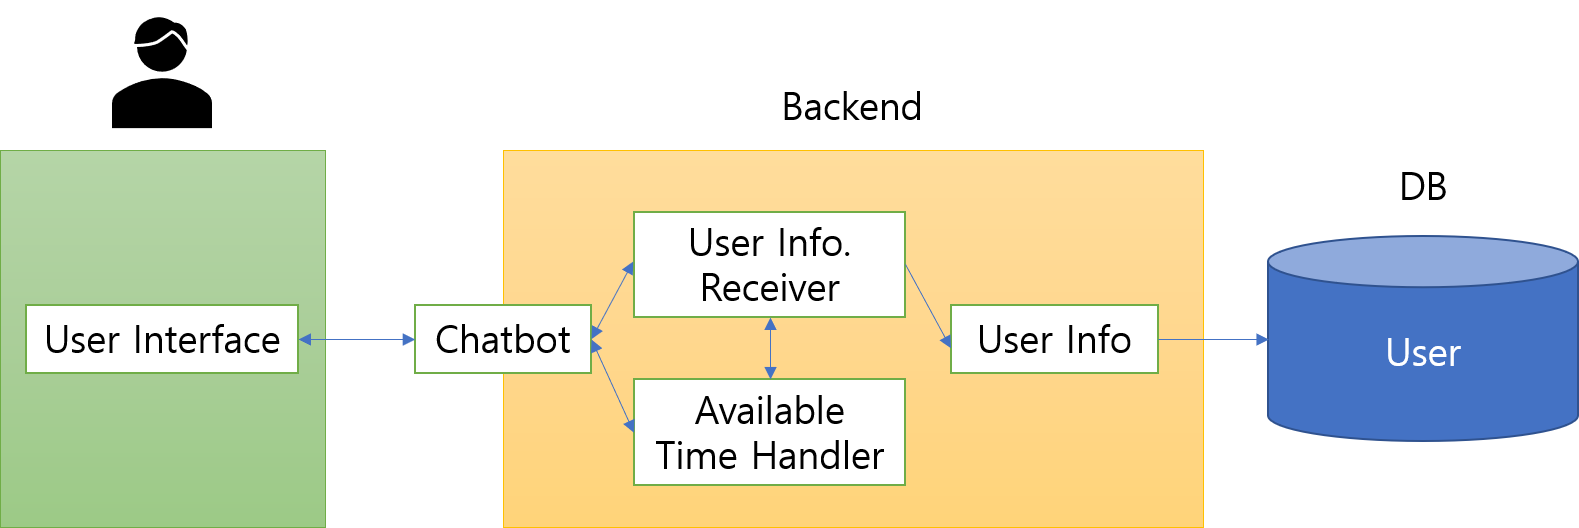 Backend
DB
User Interface
Chatbot
User Info.
Receiver
Available
Time Handler
User Info
User